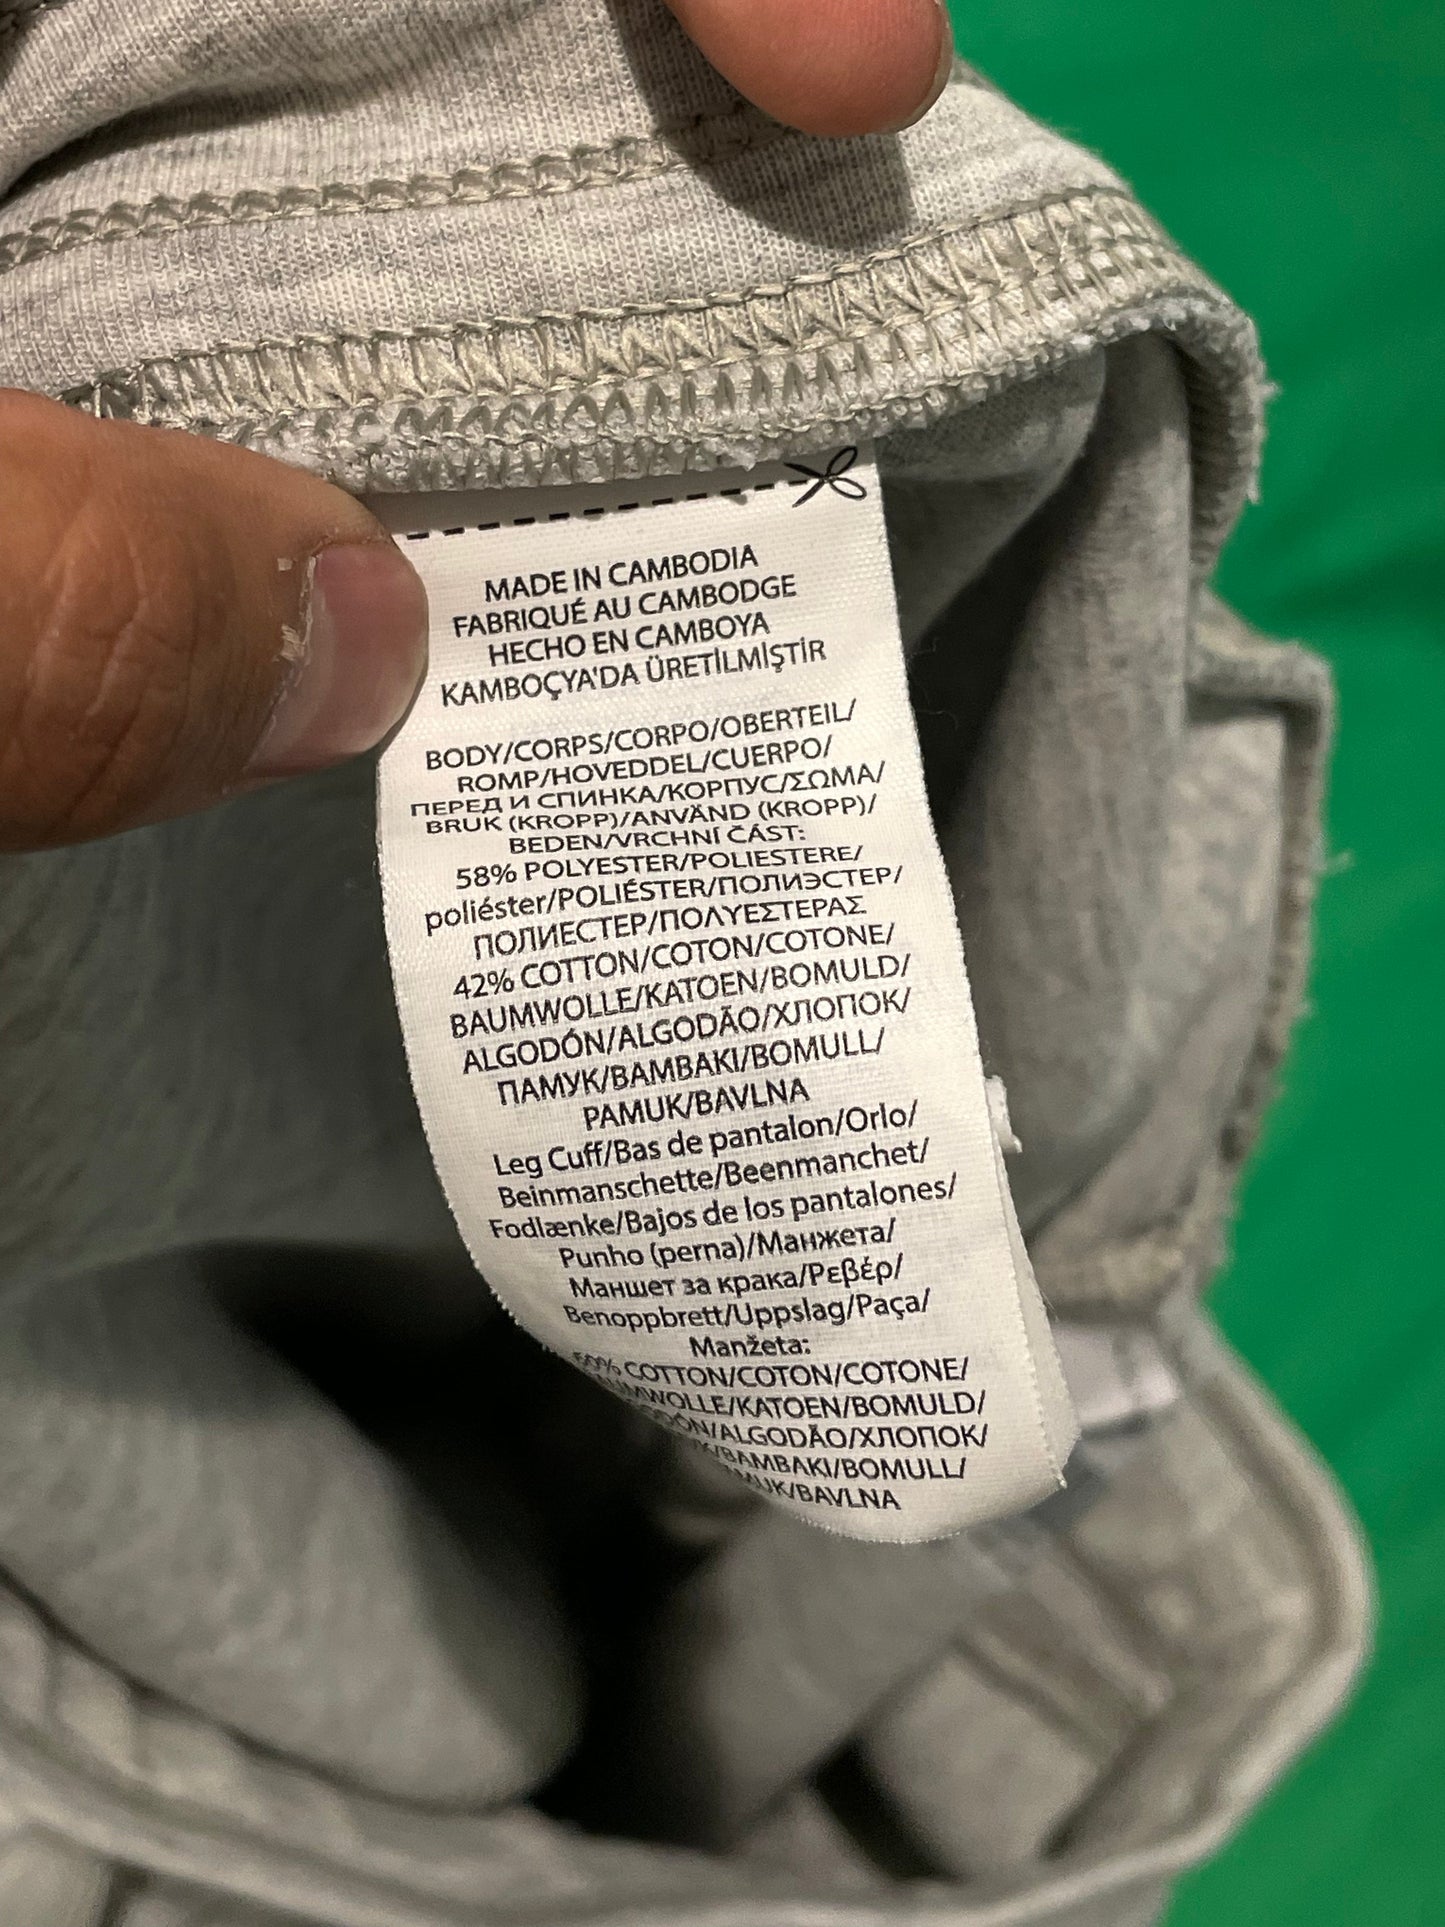 MADE IN CAMBODIA
FABRIQUÉ AU CAMBODGE
HECHO EN CAMBOYA
KAMBOÇYA'DA ÜRETİLMİŞTİR
BODY/CORPS/CORPO/OBERTEIL/
ROMP/HOVEDDEL/CUERPO/
ПЕРЕД И СПИНКА/КОРПУС/ΣΩΜΑ/
BRUK (KROPP)/ANVÄND (KROPP)/
BEDEN/VRCHNÍ ČÁST:
58% POLYESTER/POLIESTERE/
poliéster/POLIÉSTER/ПОЛИЭСТЕР/
ПОЛИЕСТЕР/ΠΟΛΥΕΣΤΕΡΑΣ
42% COTTON/COTON/COTONE/
BAUMWOLLE/KATOEN/BOMULD/
ALGODÓN/ALGODÃO/ХЛОПОК/
ПАМУК/BAMBAKI/BOMULL/
PAMUK/BAVLNA
Leg Cuff/Bas de pantalon/Orlo/
Beinmanschette/Beenmanchet/
Fodlænke/Bajos de los pantalones/
Punho (perna)/Манжета/
Маншет за крака/Ρεβέρ/
Benoppbrett/Uppslag/Paça/
Manžeta:
COTTON/COTON/COTONE/
/KATOEN/BOMULD/
/ALGODÃO/ХЛОПОК/
/BAMBAKI/BOMULL/
/BAVLNA